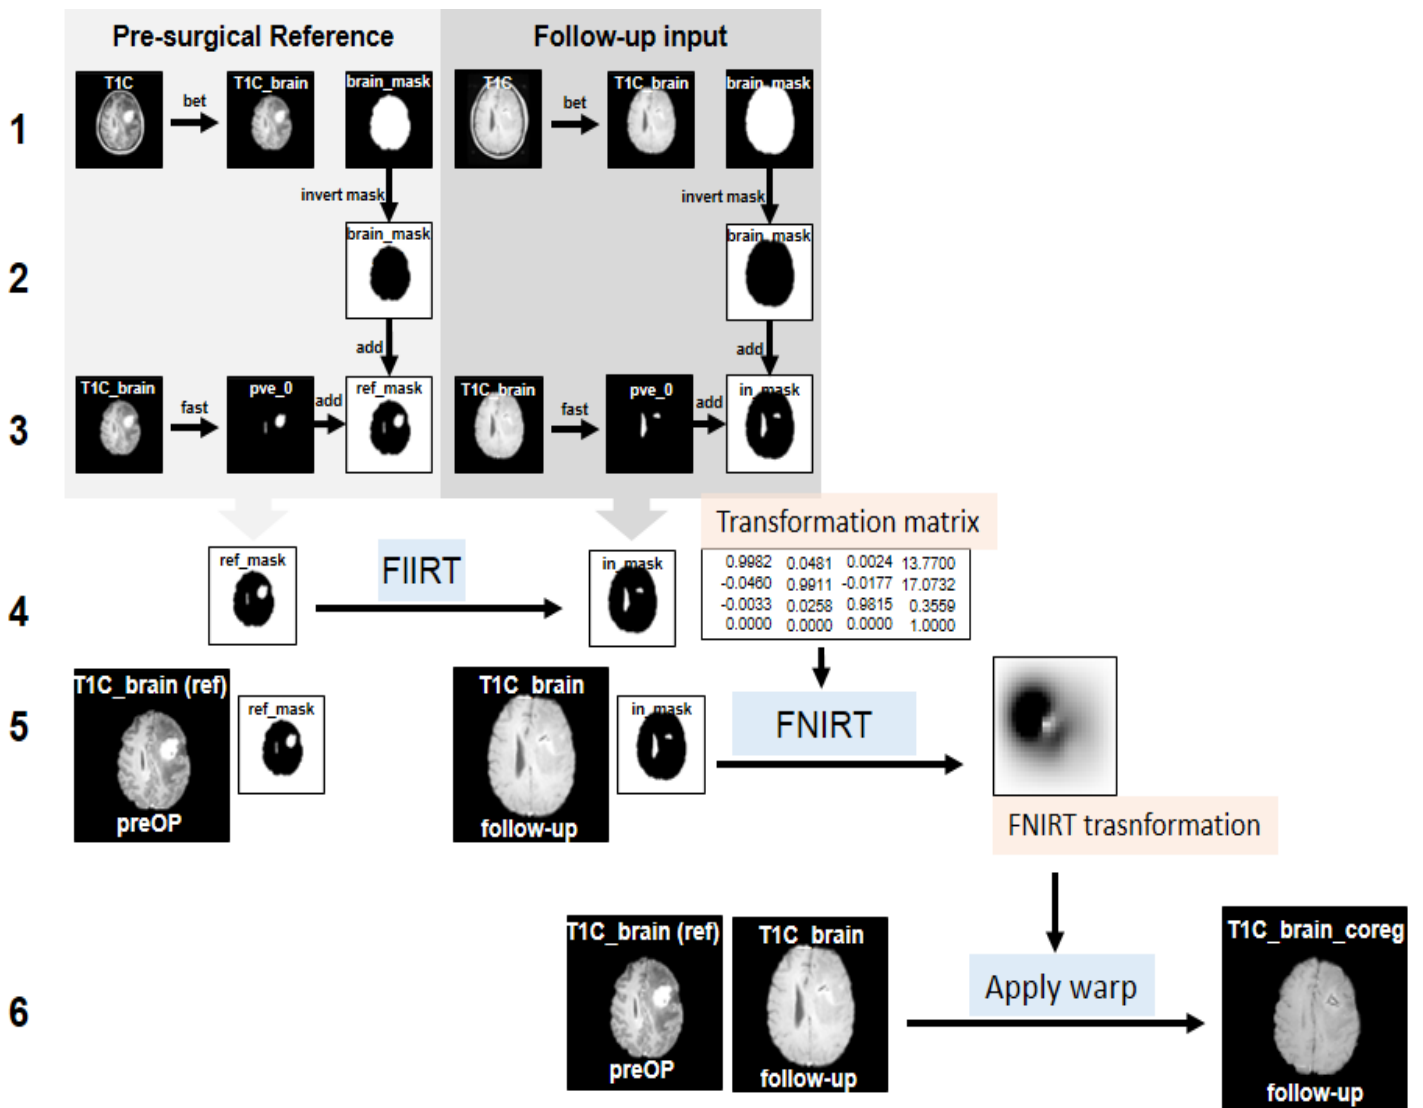 Pre-surgical Reference
Follow-up input
1
T1C
bet
T1C_brain
brain_mask
T1C
bet
T1C_brain
brain_mask
invert mask
invert mask
2
brain_mask
brain_mask
add
add
3
T1C_brain
fast
pve_0
add
ref_mask
T1C_brain
fast
pve_0
add
in_mask
Transformation matrix
4
ref_mask
FIIRT
in_mask
0.9982 0.0481 0.0024 13.7700
-0.0460 0.9911 -0.0177 17.0732
-0.0033 0.0258 0.9815 0.3559
0.0000 0.0000 0.0000 1.0000
5
T1C_brain (ref)
preOP
ref_mask
T1C_brain
follow-up
in_mask
FNIRT
FNIRT trasnformation
6
T1C_brain (ref)
preOP
T1C_brain
follow-up
Apply warp
T1C_brain_coreg
follow-up